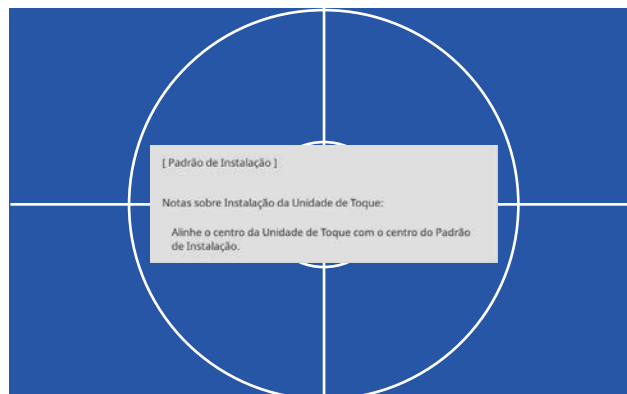 [ Padrão de Instalação ]
Notas sobre Instalação da Unidade de Toque:
Alinhe o centro da Unidade de Toque com o centro do Padrão
de Instalação.